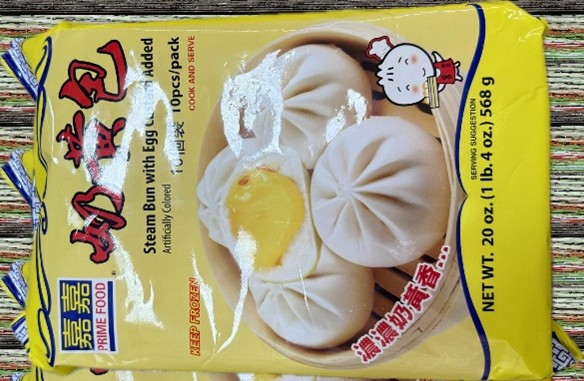 奶黃包
Steam Bun with Egg Custard Added
Artificially Colored
10個裝 10pcs/pack
COOK AND SERVE
嘉嘉
PRIME FOOD
KEEP FROZEN
濃濃奶黃香...
SERVING SUGGESTION
NET WT. 20 oz. (1 lb. 4 oz.) 568 g